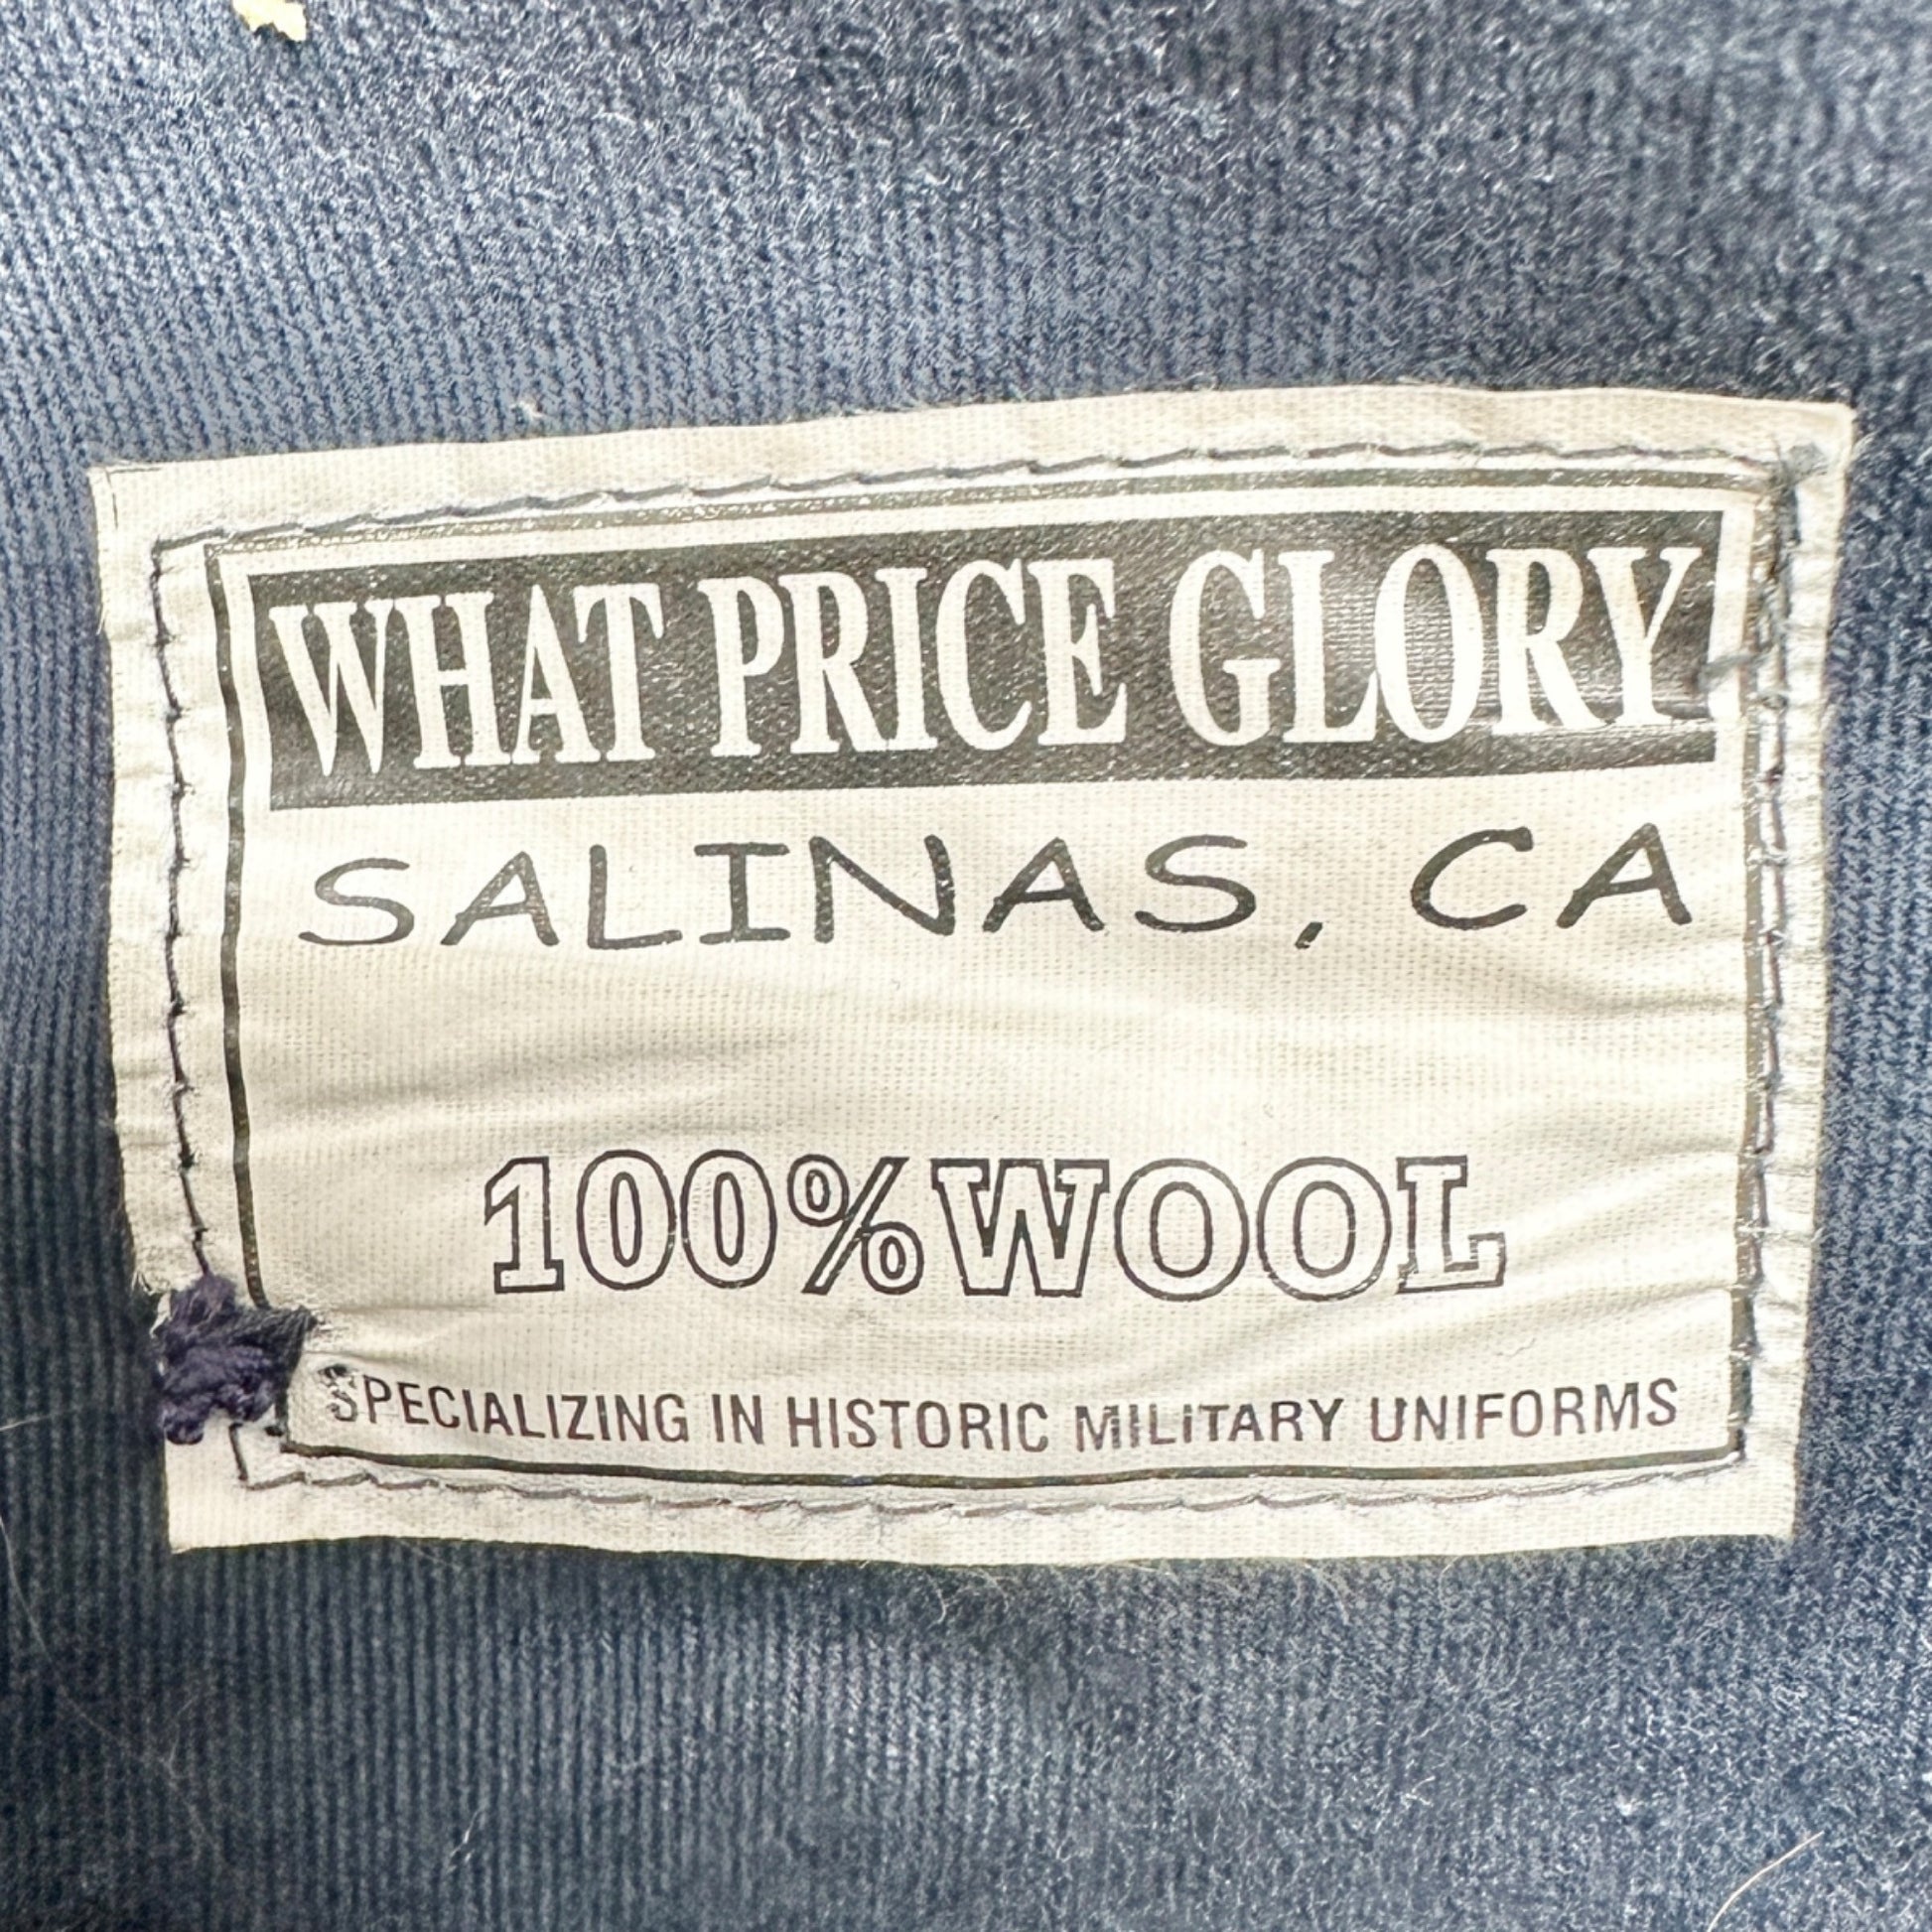 WHAT PRICE GLORY
SALINAS, CA
100% WOOL
SPECIALIZING IN HISTORIC MILITARY UNIFORMS